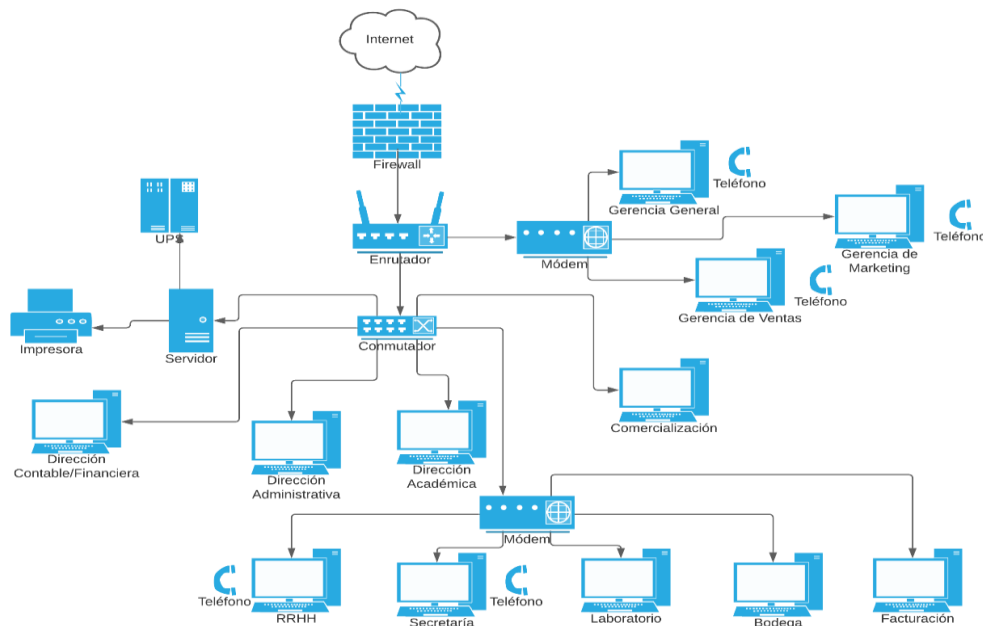 Internet
Firewall
Teléfono
Gerencia General
UPS
Teléfono
Enrutador
Módem
Gerencia de
Marketing
Teléfono
Gerencia de Ventas
Impresora
Servidor
Conmutador
Comercialización
Dirección
Contable/Financiera
Dirección
Administrativa
Dirección
Académica
Módem
Teléfono
RRHH
Teléfono
Secretaría
Laboratorio
Bodega
Facturación